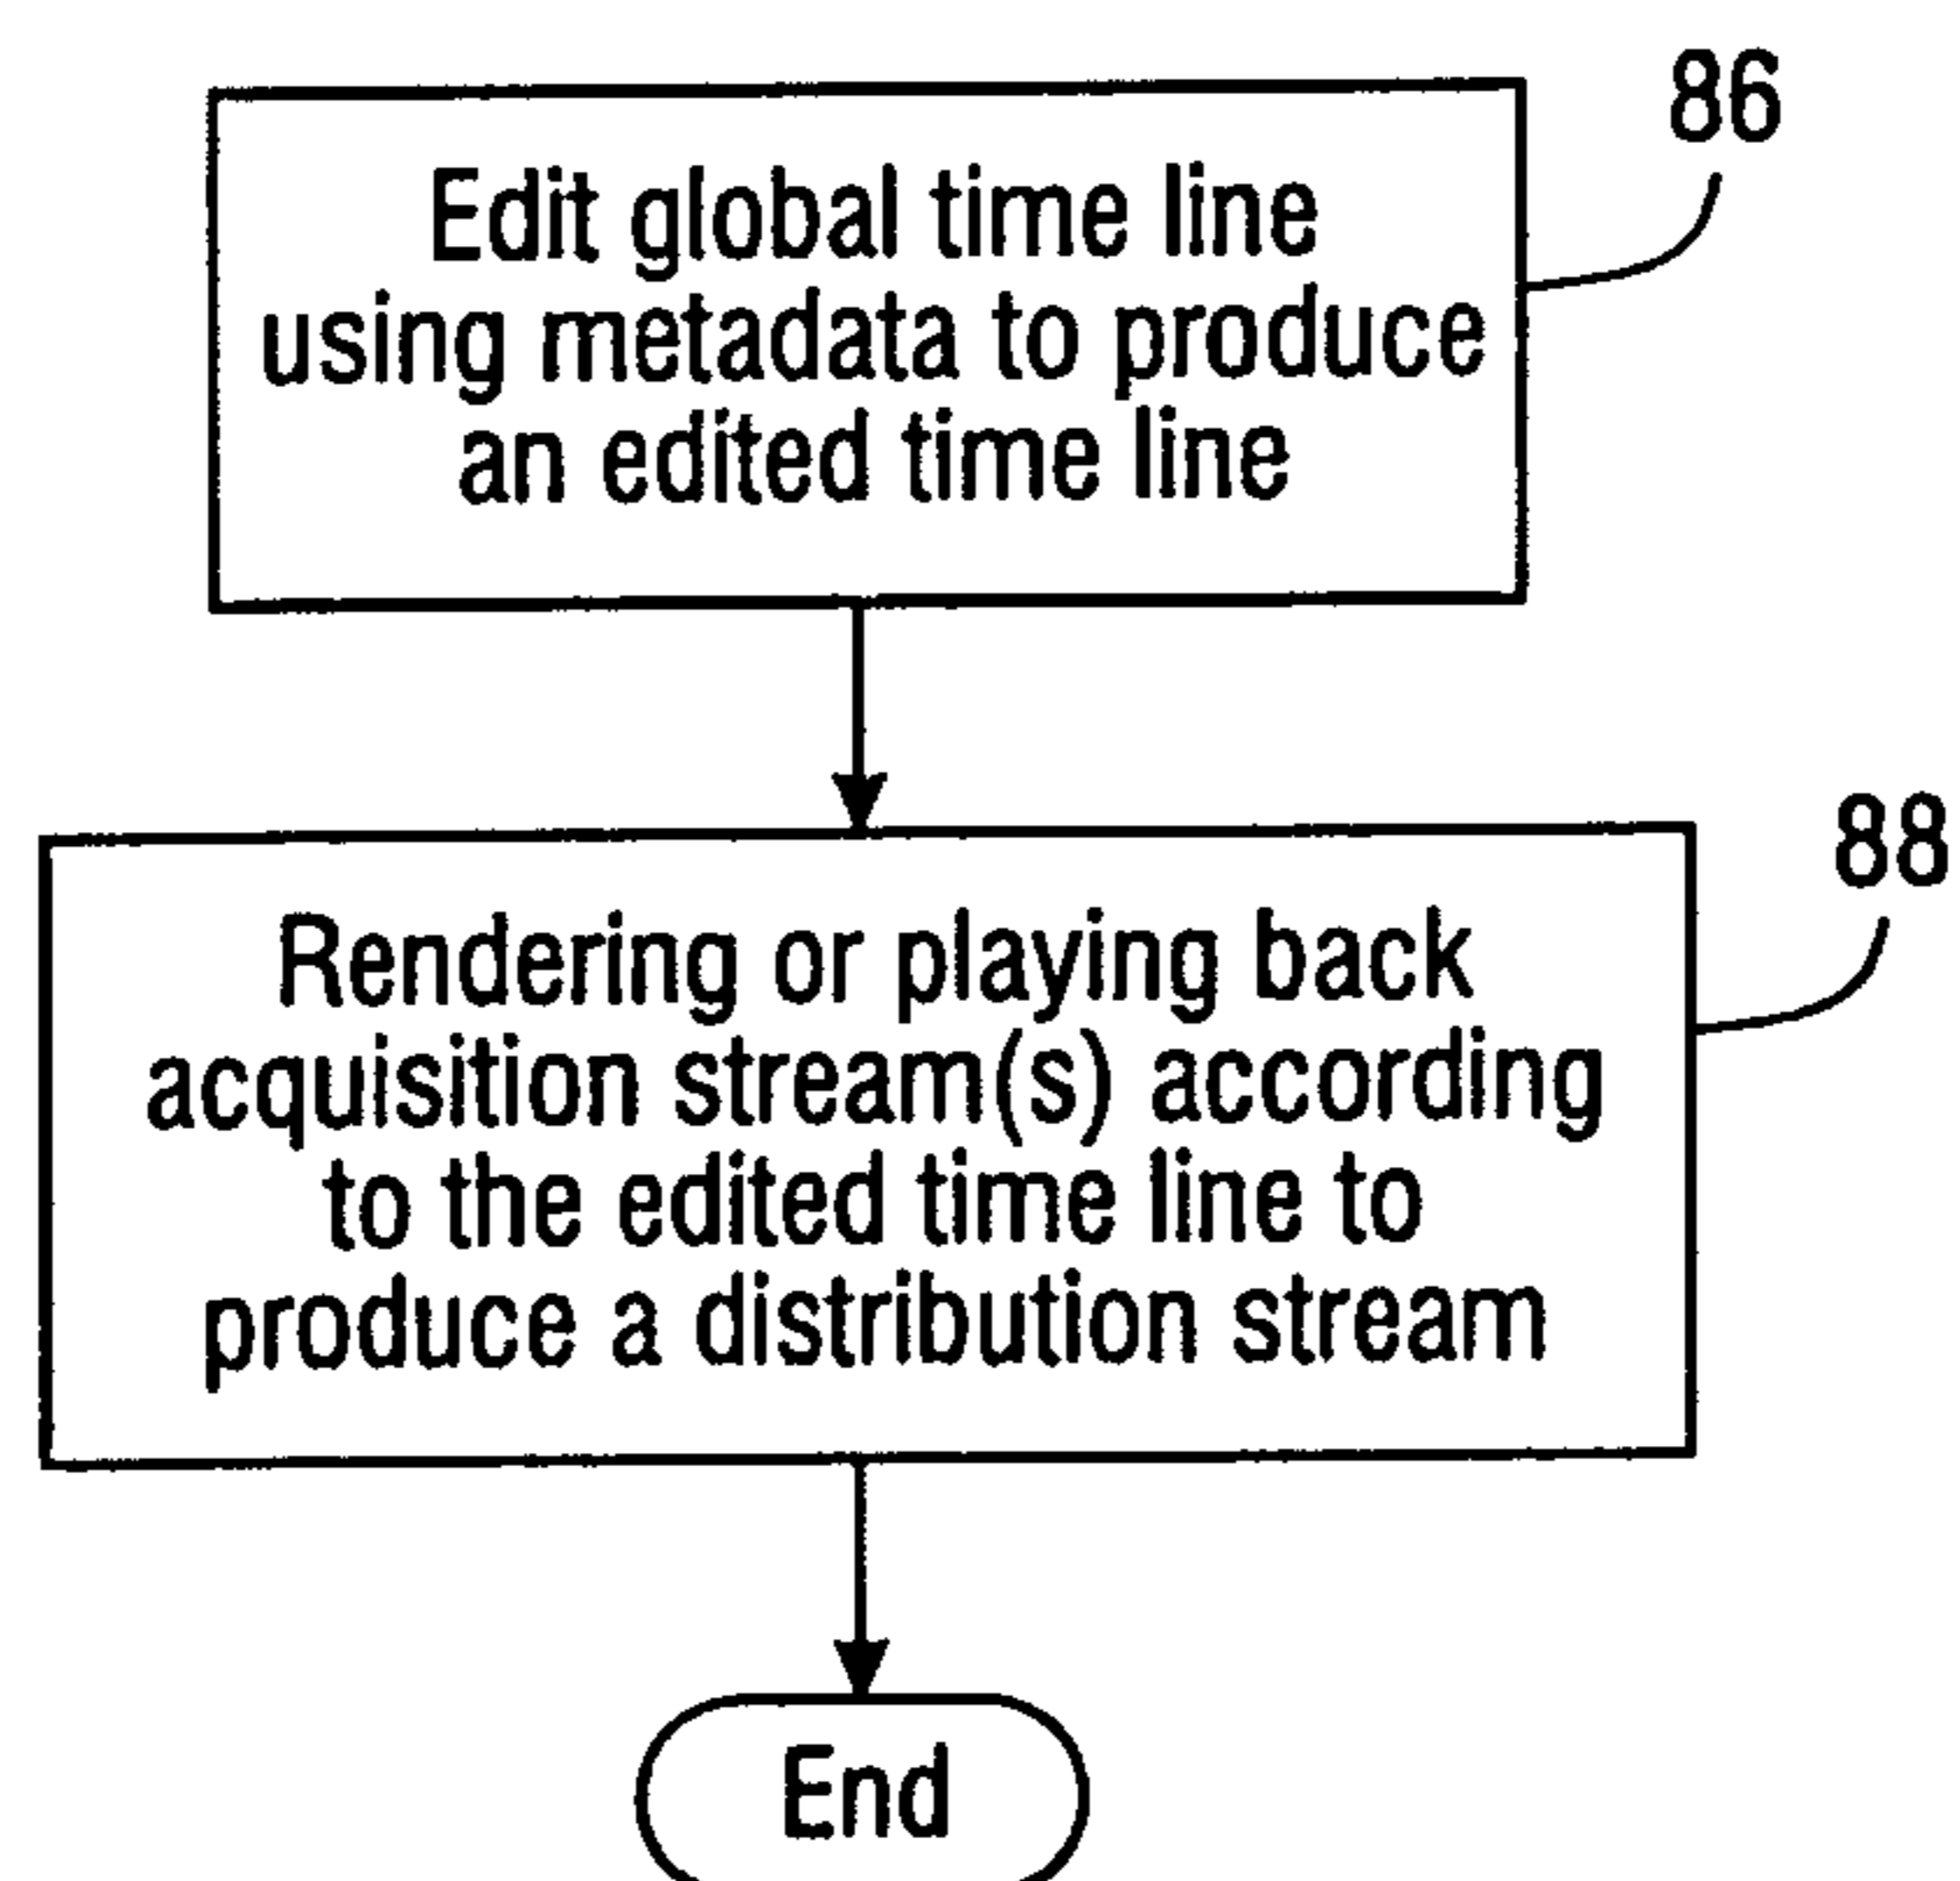 86
Edit global time line
using metadata to produce
an edited time line
88
Rendering or playing back
acquisition stream(s) according
to the edited time line to
produce a distribution stream
End